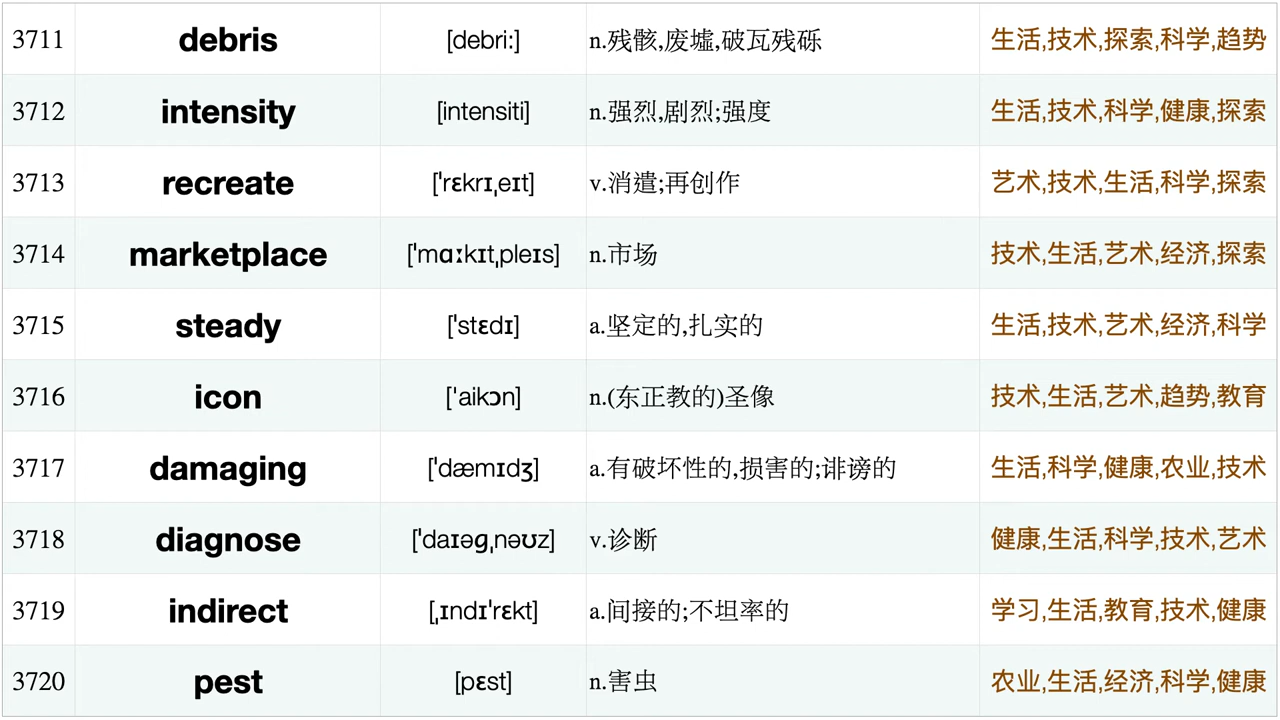 3711 debris [debri:] n.残骸,废墟,破瓦残砾 生活,技术,探索,科学,趋势
3712 intensity [intensiti] n.强烈,剧烈;强度 生活,技术,科学,健康,探索
3713 recreate [ˈrɛkrɪˌeɪt] v.消遣;再创作 艺术,技术,生活,科学,探索
3714 marketplace [ˈmɑːkɪtˌpleɪs] n.市场 技术,生活,艺术,经济,探索
3715 steady [ˈstɛdɪ] a.坚定的,扎实的 生活,技术,艺术,经济,科学
3716 icon [ˈaikɔn] n.(东正教的)圣像 技术,生活,艺术,趋势,教育
3717 damaging [ˈdæmɪdʒ] a.有破坏性的,损害的;诽谤的 生活,科学,健康,农业,技术
3718 diagnose [ˈdaɪəɡˌnəʊz] v.诊断 健康,生活,科学,技术,艺术
3719 indirect [ˌɪndɪˈrɛkt] a.间接的;不坦率的 学习,生活,教育,技术,健康
3720 pest [pɛst] n.害虫 农业,生活,经济,科学,健康